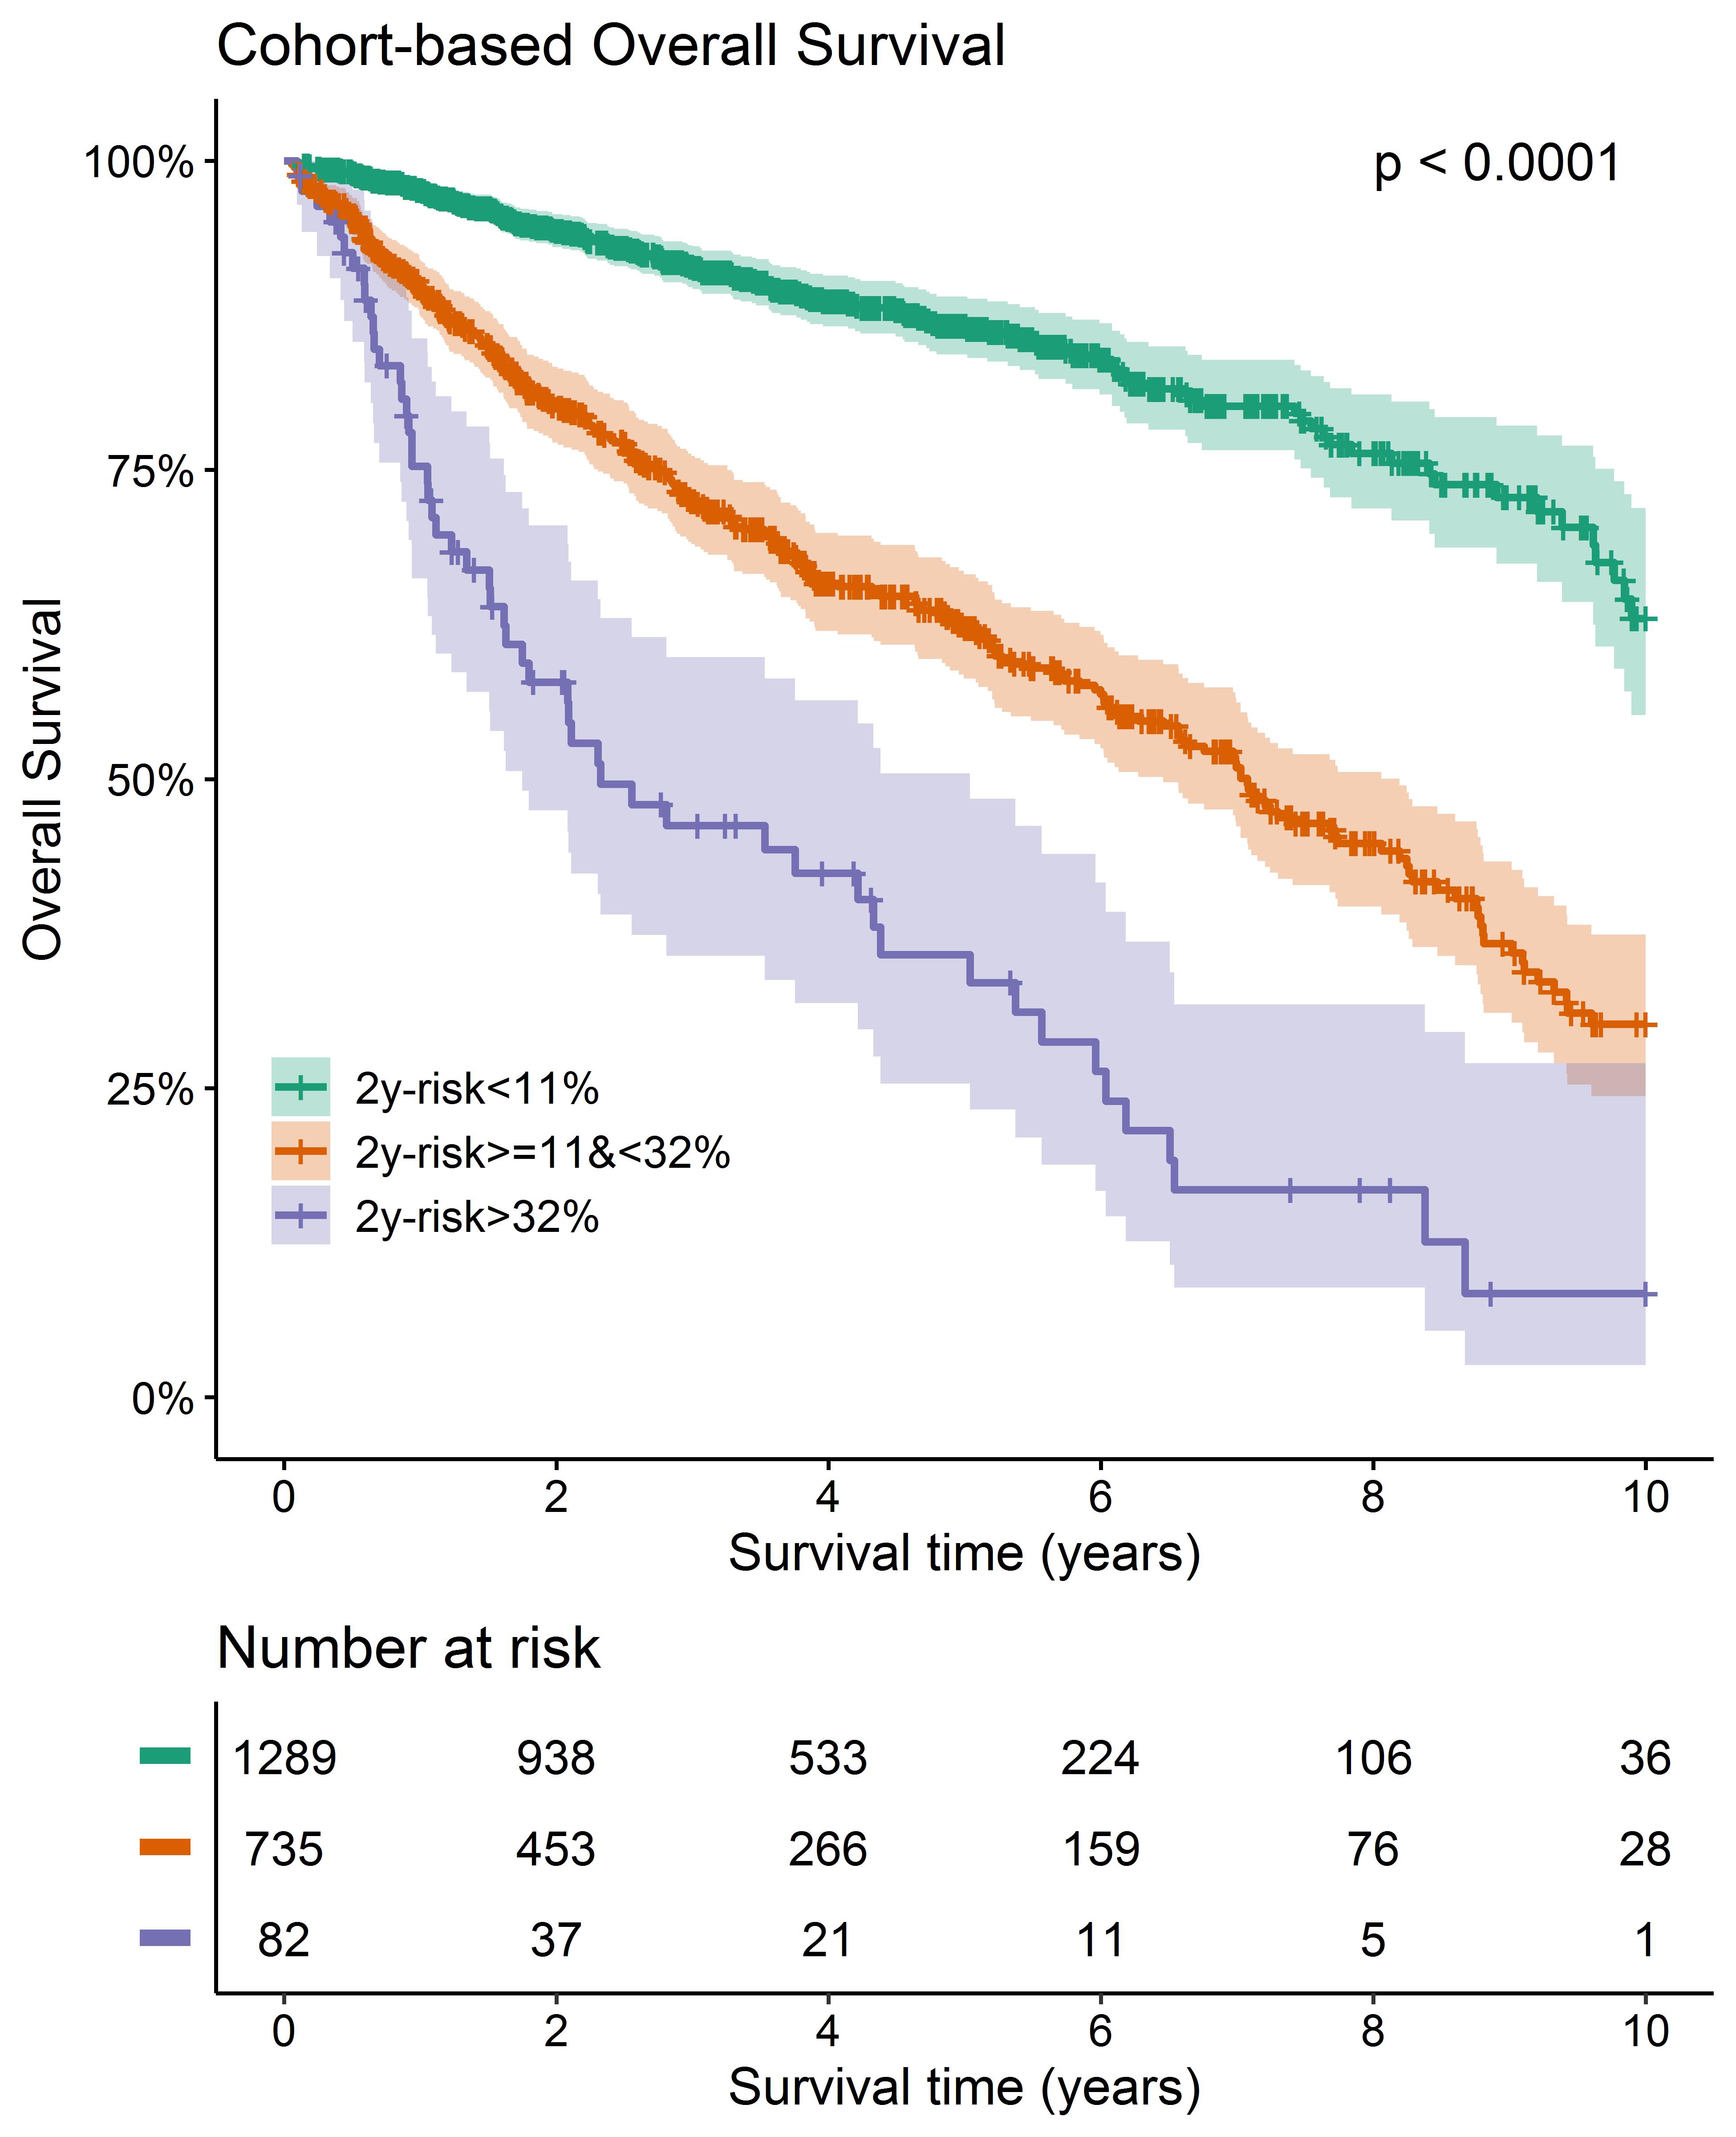 Cohort-based Overall Survival
p < 0.0001
100%
75%
50%
25%
0%
Overall Survival
2y-risk<11%
2y-risk>=11&<32%
2y-risk>32%
0 2 4 6 8 10
Survival time (years)
Number at risk
1289 938 533 224 106 36
735 453 266 159 76 28
82 37 21 11 5 1
0 2 4 6 8 10
Survival time (years)